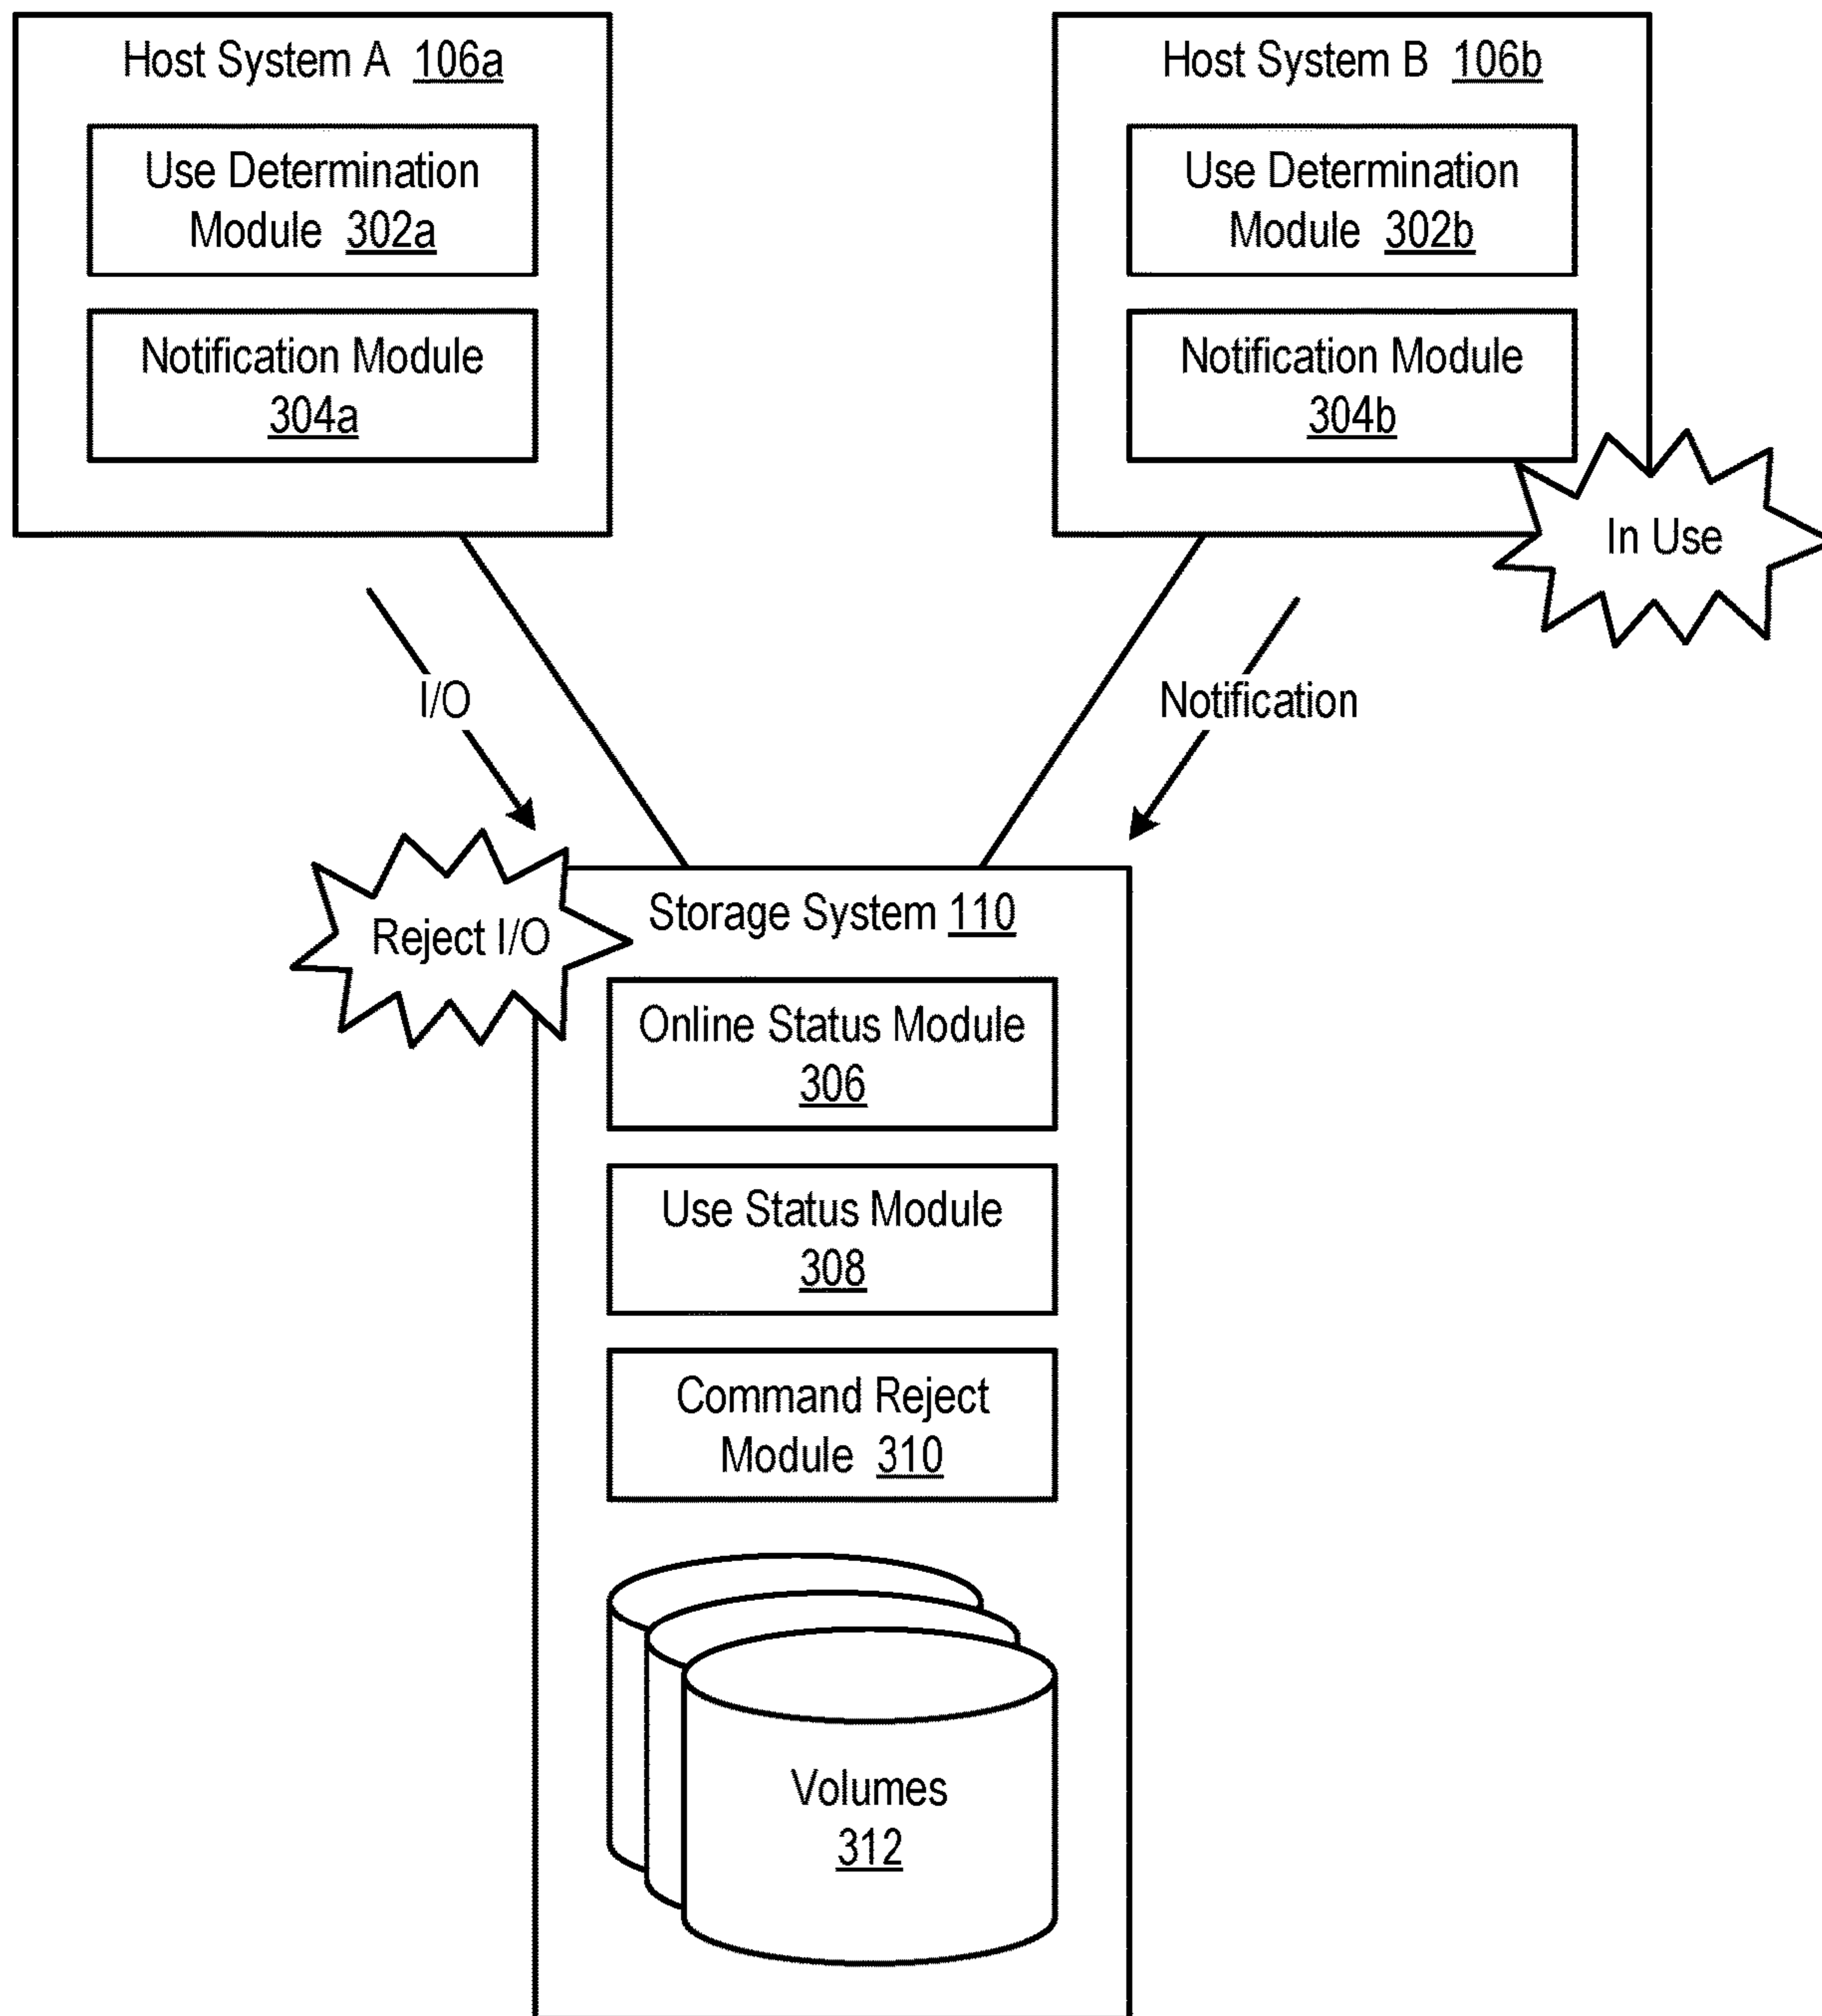 Host System A 106a
Use Determination
Module 302a
Notification Module
304a
Host System B 106b
Use Determination
Module 302b
Notification Module
304b
In Use
I/O
Notification
Reject I/O
Storage System 110
Online Status Module
306
Use Status Module
308
Command Reject
Module 310
Volumes
312